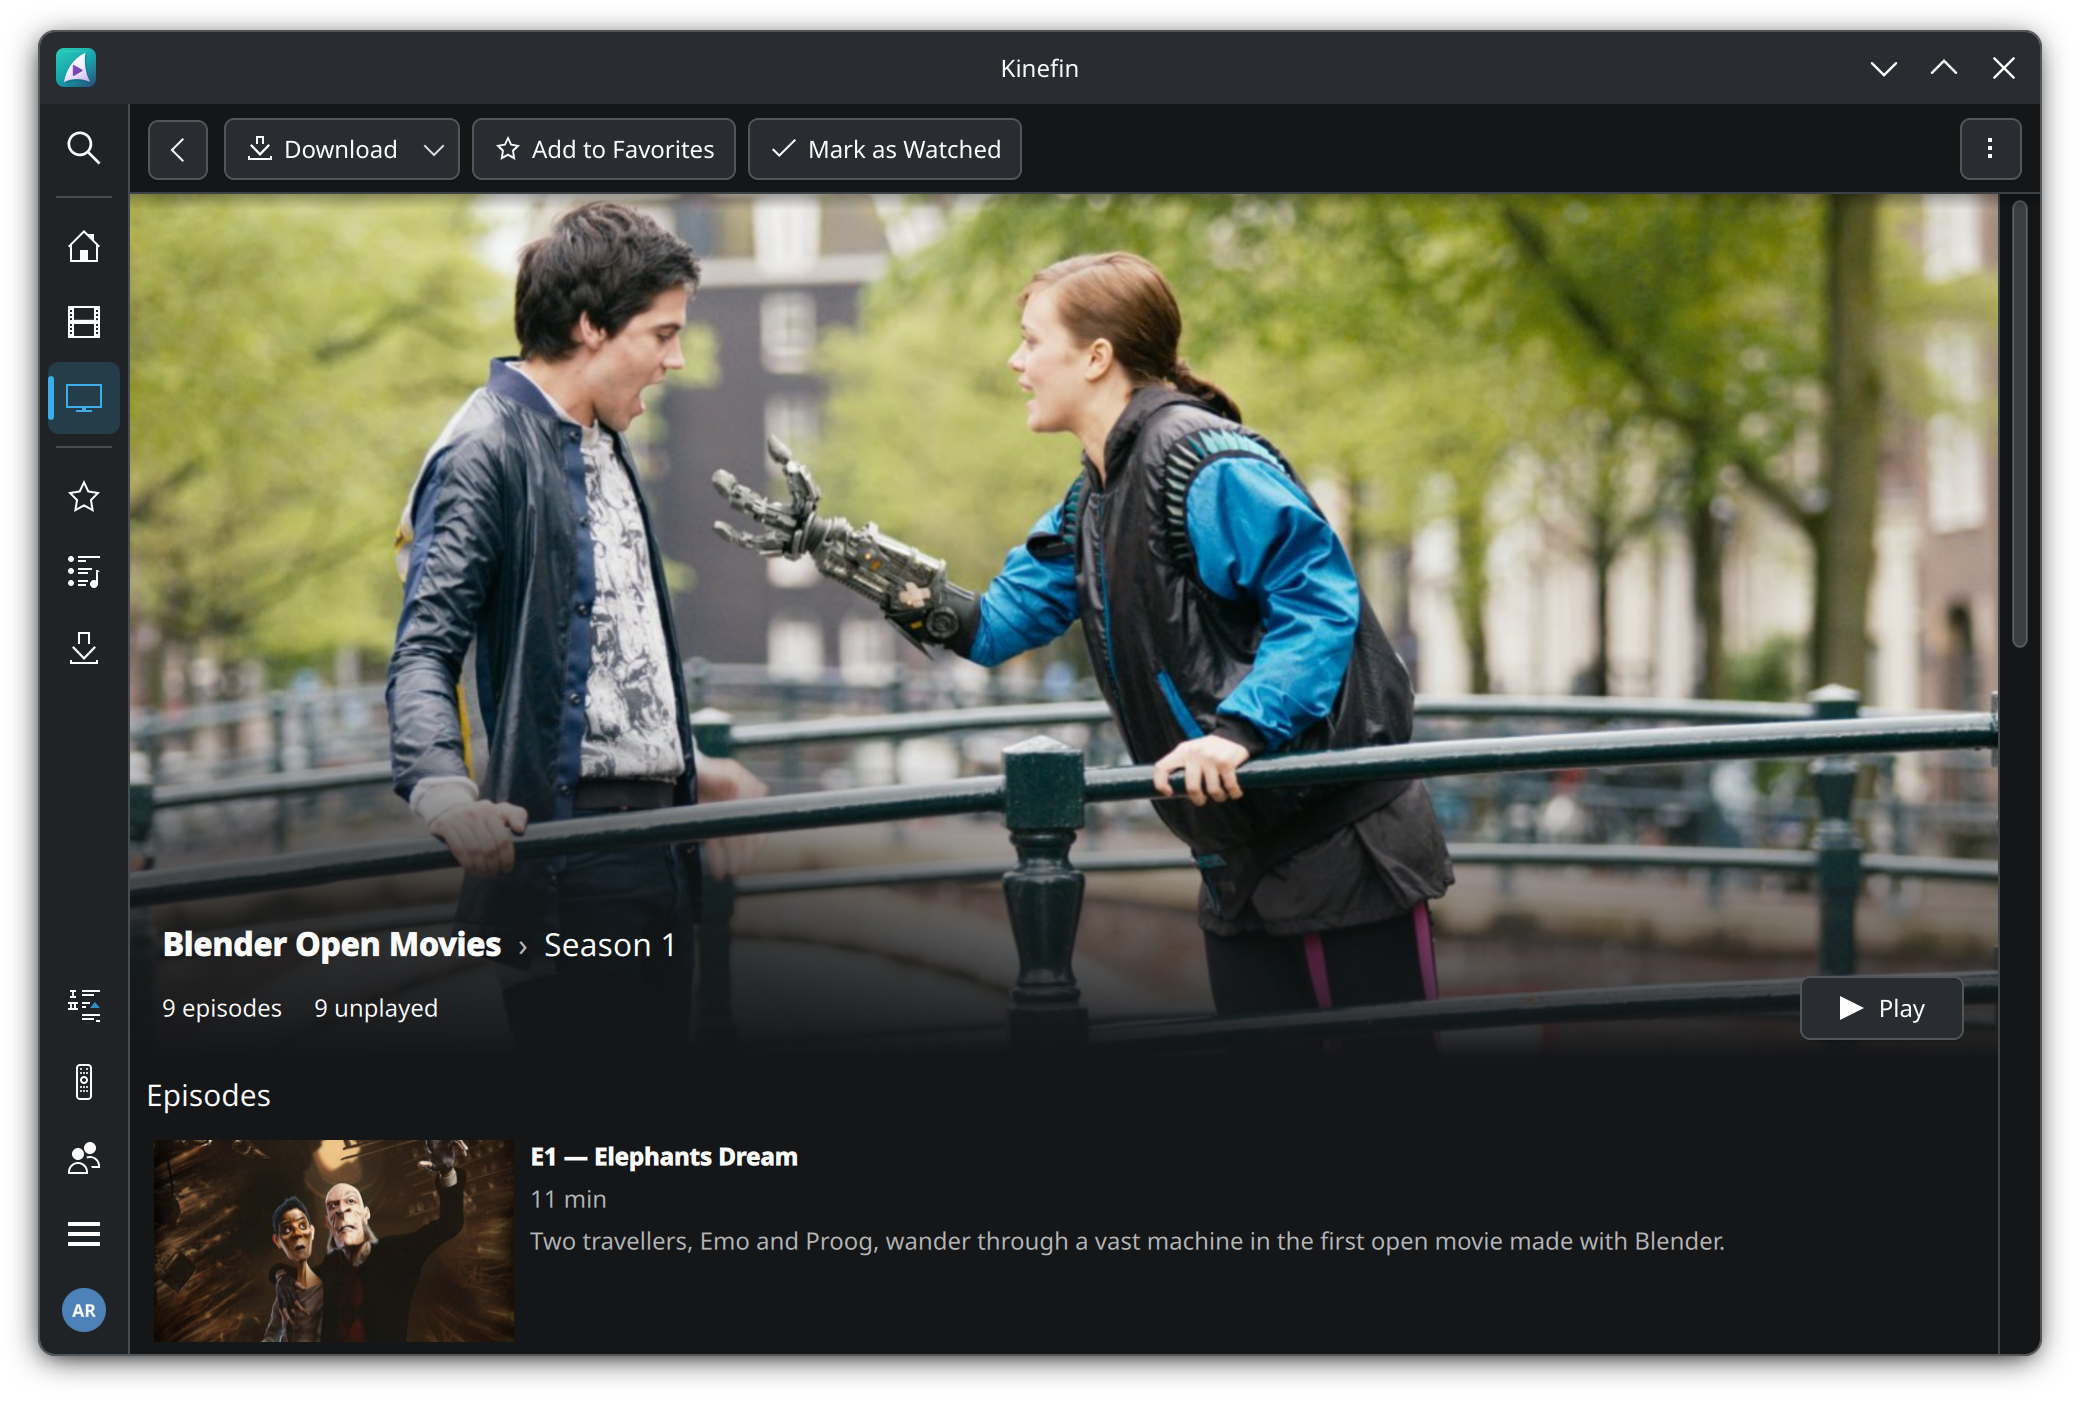 Kinefin
Download
Add to Favorites
Mark as Watched
Blender Open Movies › Season 1
9 episodes 9 unplayed
Play
Episodes
E1 — Elephants Dream
11 min
Two travellers, Emo and Proog, wander through a vast machine in the first open movie made with Blender.
AR